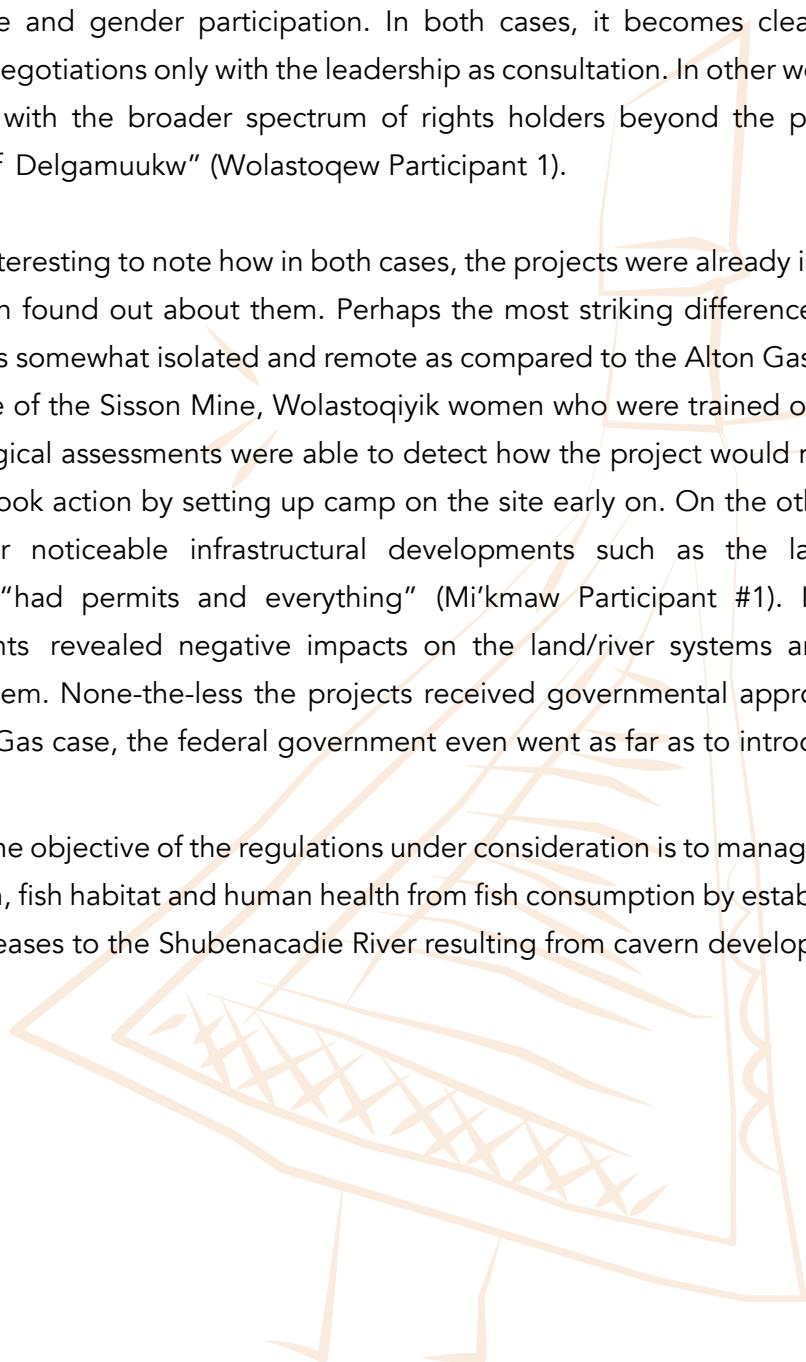 e and gender participation. In both cases, it becomes clea
egotiations only with the leadership as consultation. In other we
with the broader spectrum of rights holders beyond the p
f Delgamuukw” (Wolastoqew Participant 1).
nteresting to note how in both cases, the projects were already i
n found out about them. Perhaps the most striking difference
s somewhat isolated and remote as compared to the Alton Gas
e of the Sisson Mine, Wolastoqiyik women who were trained o
gical assessments were able to detect how the project would n
ook action by setting up camp on the site early on. On the oth
r noticeable infrastructural developments such as the la
“had permits and everything” (Mi’kmaw Participant #1). I
nts revealed negative impacts on the land/river systems an
em. None-the-less the projects received governmental appro
Gas case, the federal government even went as far as to introd
ne objective of the regulations under consideration is to manag
, fish habitat and human health from fish consumption by estab
eases to the Shubenacadie River resulting from cavern develop